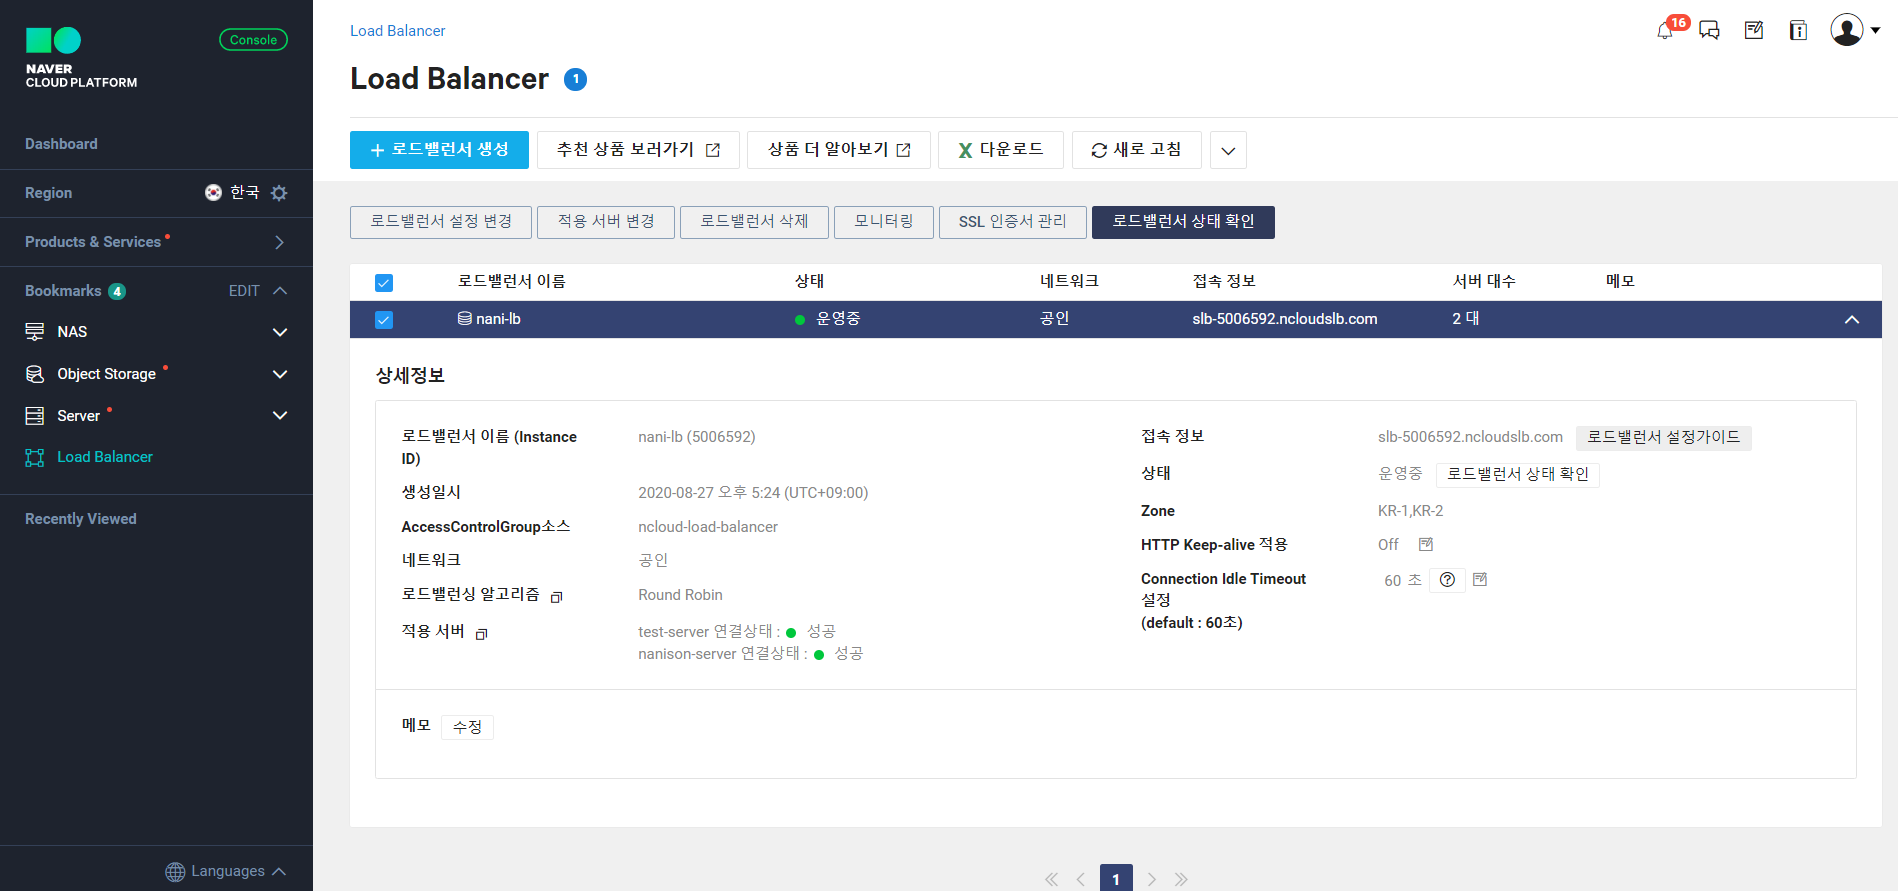 NAVER
CLOUD PLATFORM
Console
Dashboard
Region 한국
Products & Services
Bookmarks 4 EDIT
NAS
Object Storage
Server
Load Balancer
Recently Viewed
Languages
Load Balancer
16
Load Balancer 1
+ 로드밸런서 생성 추천 상품 보러가기 상품 더 알아보기 X 다운로드 새로 고침
로드밸런서 설정 변경 적용 서버 변경 로드밸런서 삭제 모니터링 SSL 인증서 관리 로드밸런서 상태 확인
로드밸런서 이름 상태 네트워크 접속 정보 서버 대수 메모
nani-lb 운영중 공인 slb-5006592.ncloudslb.com 2 대
상세정보
로드밸런서 이름 (Instance
ID) nani-lb (5006592)
생성일시 2020-08-27 오후 5:24 (UTC+09:00)
AccessControlGroup소스 ncloud-load-balancer
네트워크 공인
로드밸런싱 알고리즘 Round Robin
적용 서버 test-server 연결상태 : 성공
nanison-server 연결상태 : 성공
접속 정보 slb-5006592.ncloudslb.com 로드밸런서 설정가이드
상태 운영중 로드밸런서 상태 확인
Zone KR-1,KR-2
HTTP Keep-alive 적용 Off
Connection Idle Timeout 60 초 ?
설정
(default : 60초)
메모 수정
1